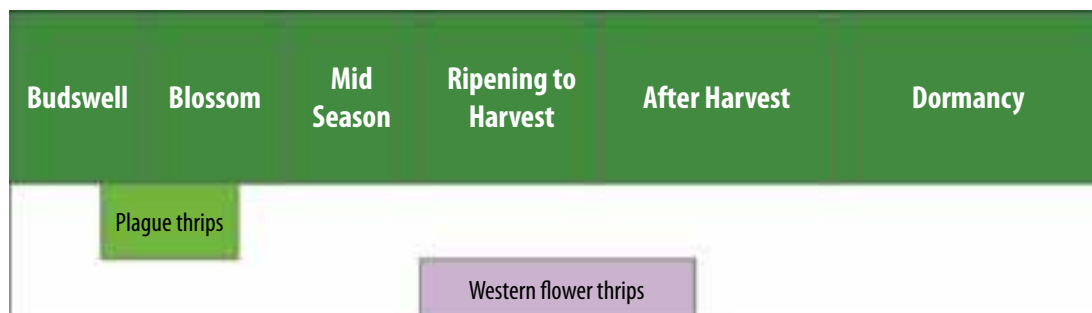 Budswell
Blossom
Mid
Season
Ripening to
Harvest
After Harvest
Dormancy
Plague thrips
Western flower thrips